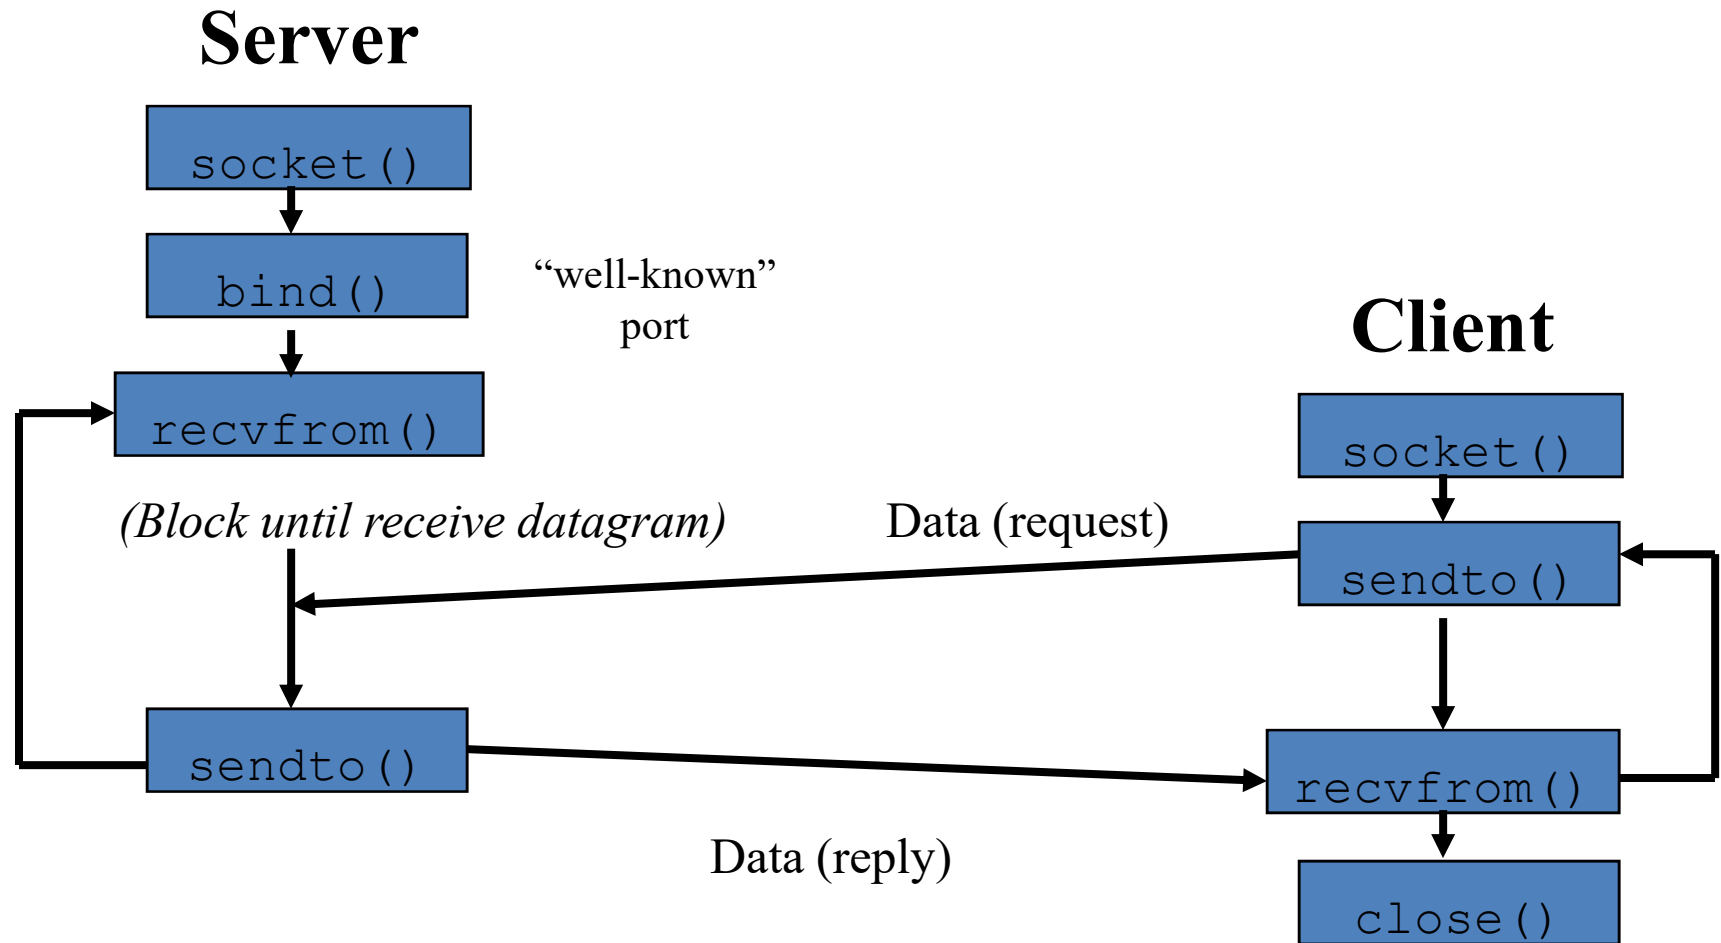 Server
socket()
bind()
“well-known”
port
recvfrom()
(Block until receive datagram)
sendto()
Client
socket()
Data (request)
sendto()
recvfrom()
Data (reply)
close()